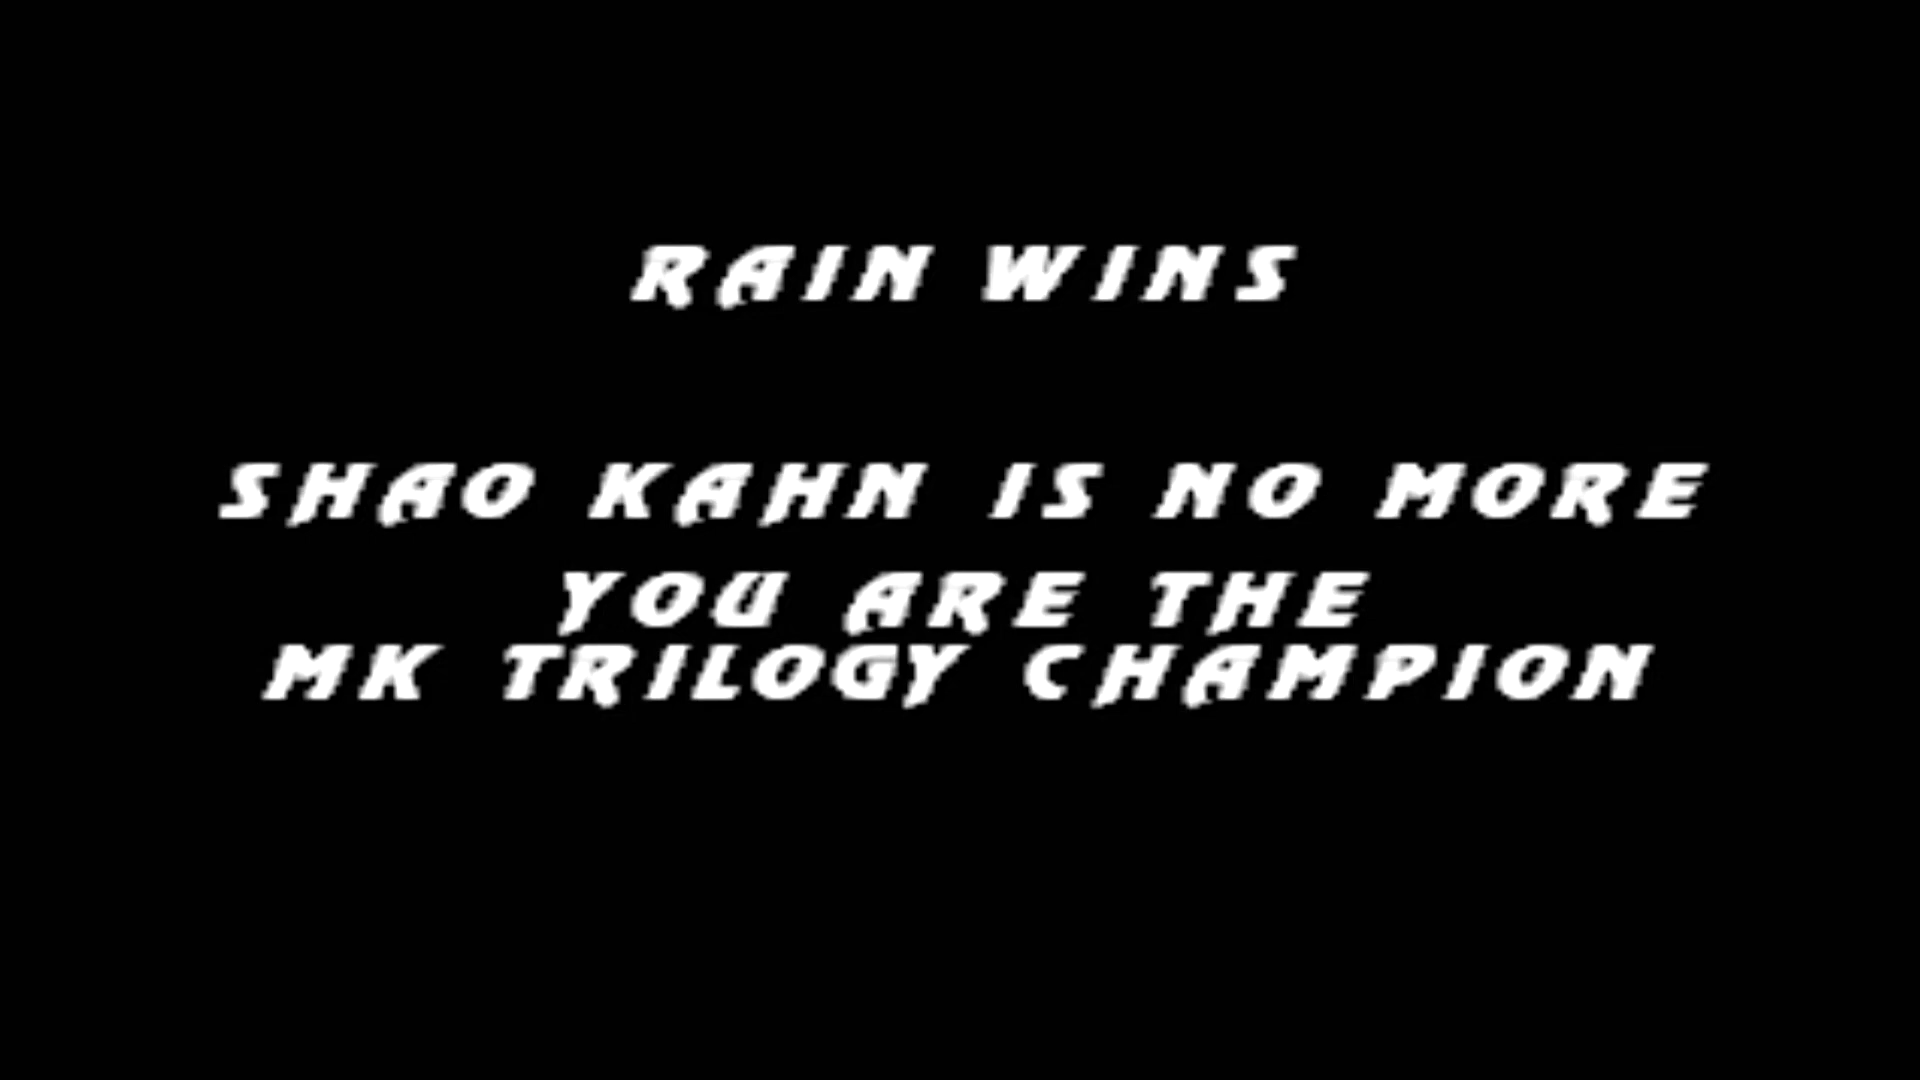 RAIN WINS
SHAO KAHN IS NO MORE
YOU ARE THE
MK TRILOGY CHAMPION